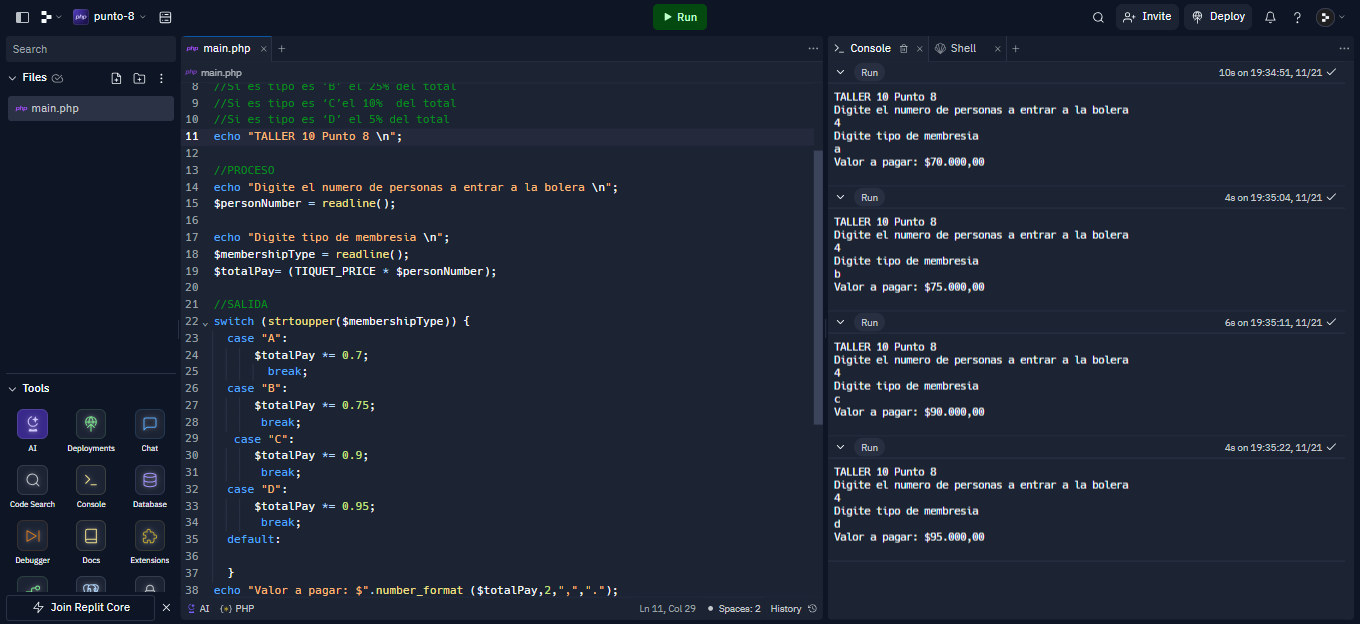 php punto-8
Run
Invite
Deploy
Search
Files
php main.php
Tools
AI
Deployments
Chat
Code Search
Console
Database
Debugger
Docs
Extensions
Join Replit Core
php main.php
php main.php
8 //Si es tipo es 'B' el 25% del total
9 //Si es tipo es 'C'el 10%  del total
10 //Si es tipo es 'D' el 5% del total
11 echo "TALLER 10 Punto 8 \n";
12
13 //PROCESO
14 echo "Digite el numero de personas a entrar a la bolera \n";
15 $personNumber = readline();
16
17 echo "Digite tipo de membresia \n";
18 $membershipType = readline();
19 $totalPay= (TIQUET_PRICE * $personNumber);
20
21 //SALIDA
22 switch (strtoupper($membershipType)) {
23 case "A":
24 $totalPay *= 0.7;
25 break;
26 case "B":
27 $totalPay *= 0.75;
28 break;
29 case "C":
30 $totalPay *= 0.9;
31 break;
32 case "D":
33 $totalPay *= 0.95;
34 break;
35 default:
36
37 }
38 echo "Valor a pagar: $".number_format ($totalPay,2,",",".");
AI {*} PHP
Ln 11, Col 29 • Spaces: 2 History
Console
Shell
Run 10s on 19:34:51, 11/21
TALLER 10 Punto 8
Digite el numero de personas a entrar a la bolera
4
Digite tipo de membresia
a
Valor a pagar: $70.000,00
Run 4s on 19:35:04, 11/21
TALLER 10 Punto 8
Digite el numero de personas a entrar a la bolera
4
Digite tipo de membresia
b
Valor a pagar: $75.000,00
Run 6s on 19:35:11, 11/21
TALLER 10 Punto 8
Digite el numero de personas a entrar a la bolera
4
Digite tipo de membresia
c
Valor a pagar: $90.000,00
Run 4s on 19:35:22, 11/21
TALLER 10 Punto 8
Digite el numero de personas a entrar a la bolera
4
Digite tipo de membresia
d
Valor a pagar: $95.000,00